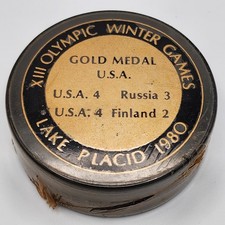 XIII OLYMPIC WINTER GAMES
GOLD MEDAL
U.S.A.
U.S.A. 4 Russia 3
U.S.A. 4 Finland 2
LAKE PLACID 1980